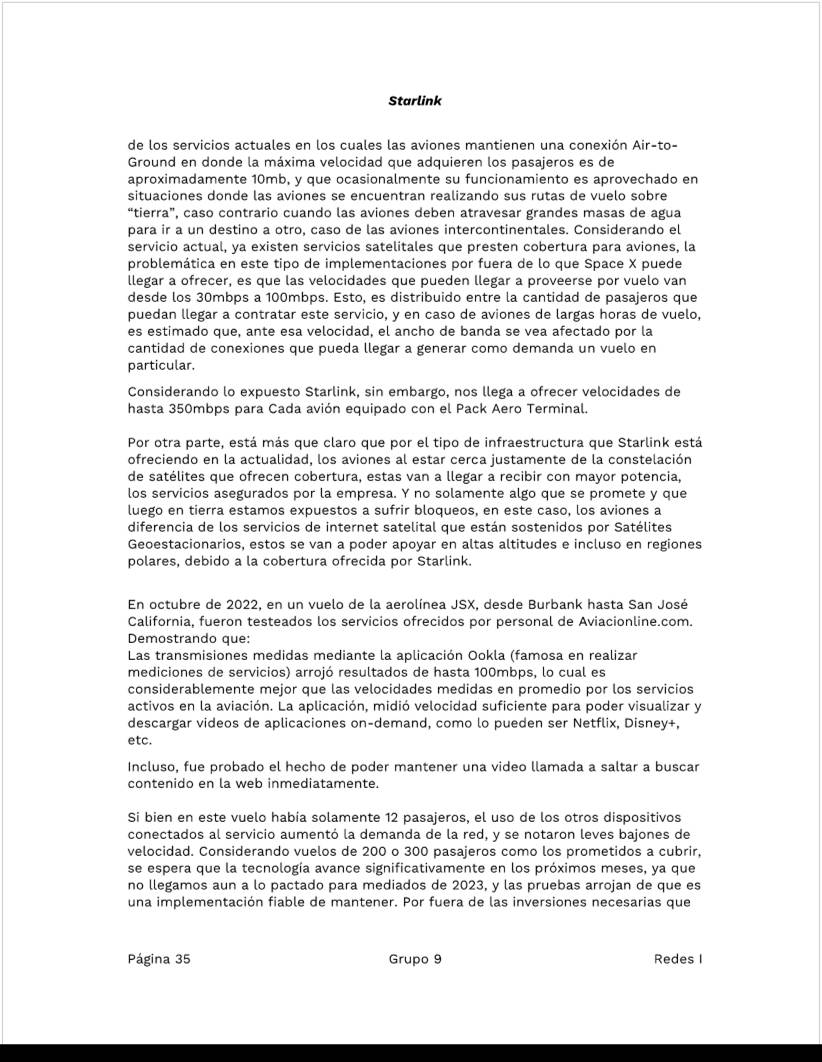 Starlink
de los servicios actuales en los cuales las aviones mantienen una conexión Air-to-
Ground en donde la máxima velocidad que adquieren los pasajeros es de
aproximadamente 10mb, y que ocasionalmente su funcionamiento es aprovechado en
situaciones donde las aviones se encuentran realizando sus rutas de vuelo sobre
“tierra”, caso contrario cuando las aviones deben atravesar grandes masas de agua
para ir a un destino a otro, caso de las aviones intercontinentales. Considerando el
servicio actual, ya existen servicios satelitales que presten cobertura para aviones, la
problemática en este tipo de implementaciones por fuera de lo que Space X puede
llegar a ofrecer, es que las velocidades que pueden llegar a proveerse por vuelo van
desde los 30mbps a 100mbps. Esto, es distribuido entre la cantidad de pasajeros que
puedan llegar a contratar este servicio, y en caso de aviones de largas horas de vuelo,
es estimado que, ante esa velocidad, el ancho de banda se vea afectado por la
cantidad de conexiones que pueda llegar a generar como demanda un vuelo en
particular.
Considerando lo expuesto Starlink, sin embargo, nos llega a ofrecer velocidades de
hasta 350mbps para Cada avión equipado con el Pack Aero Terminal.
Por otra parte, está más que claro que por el tipo de infraestructura que Starlink está
ofreciendo en la actualidad, los aviones al estar cerca justamente de la constelación
de satélites que ofrecen cobertura, estas van a llegar a recibir con mayor potencia,
los servicios asegurados por la empresa. Y no solamente algo que se promete y que
luego en tierra estamos expuestos a sufrir bloqueos, en este caso, los aviones a
diferencia de los servicios de internet satelital que están sostenidos por Satélites
Geoestacionarios, estos se van a poder apoyar en altas altitudes e incluso en regiones
polares, debido a la cobertura ofrecida por Starlink.
En octubre de 2022, en un vuelo de la aerolínea JSX, desde Burbank hasta San José
California, fueron testeados los servicios ofrecidos por personal de Aviacionline.com.
Demostrando que:
Las transmisiones medidas mediante la aplicación Ookla (famosa en realizar
mediciones de servicios) arrojó resultados de hasta 100mbps, lo cual es
considerablemente mejor que las velocidades medidas en promedio por los servicios
activos en la aviación. La aplicación, midió velocidad suficiente para poder visualizar y
descargar videos de aplicaciones on-demand, como lo pueden ser Netflix, Disney+,
etc.
Incluso, fue probado el hecho de poder mantener una video llamada a saltar a buscar
contenido en la web inmediatamente.
Si bien en este vuelo había solamente 12 pasajeros, el uso de los otros dispositivos
conectados al servicio aumentó la demanda de la red, y se notaron leves bajones de
velocidad. Considerando vuelos de 200 o 300 pasajeros como los prometidos a cubrir,
se espera que la tecnología avance significativamente en los próximos meses, ya que
no llegamos aun a lo pactado para mediados de 2023, y las pruebas arrojan de que es
una implementación fiable de mantener. Por fuera de las inversiones necesarias que
Página 35 Grupo 9 Redes I